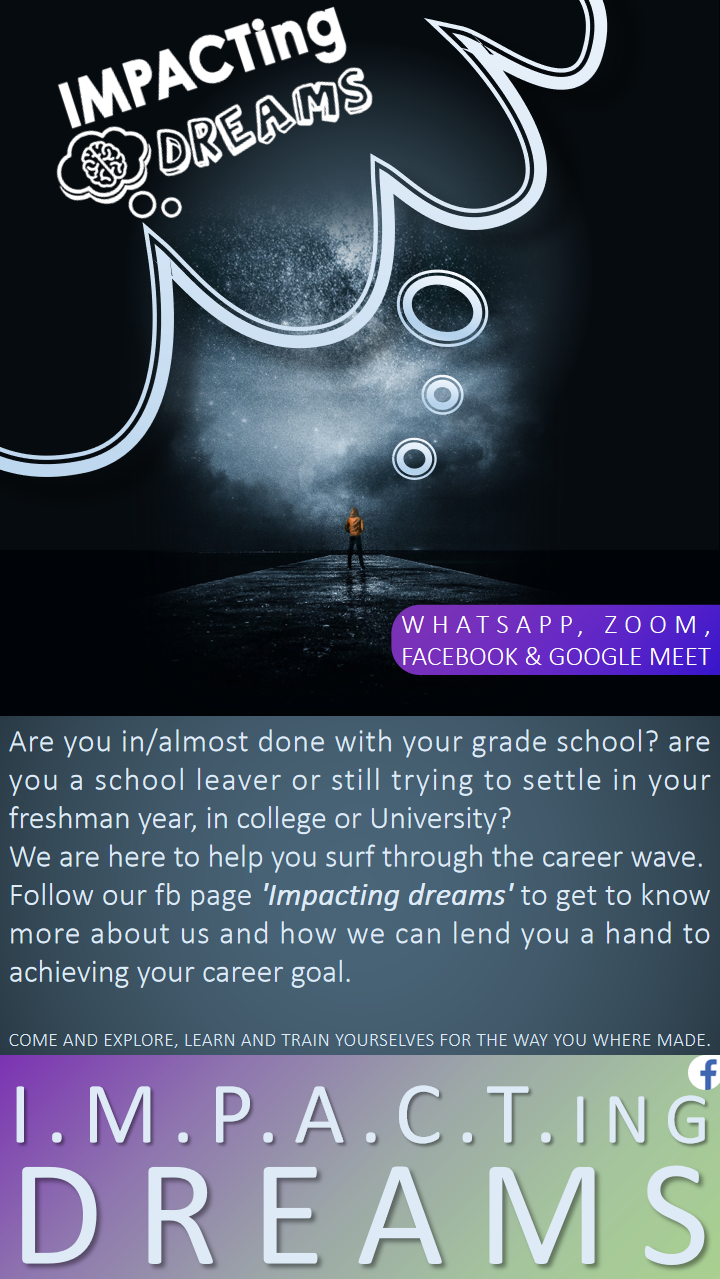 IMPACTing
DREAMS
WHATSAPP, ZOOM,
FACEBOOK & GOOGLE MEET
Are you in/almost done with your grade school? are
you a school leaver or still trying to settle in your
freshman year, in college or University?
We are here to help you surf through the career wave.
Follow our fb page 'Impacting dreams' to get to know
more about us and how we can lend you a hand to
achieving your career goal.
COME AND EXPLORE, LEARN AND TRAIN YOURSELVES FOR THE WAY YOU WHERE MADE.
f
I.M.P.A.C.T.ING
DREAMS